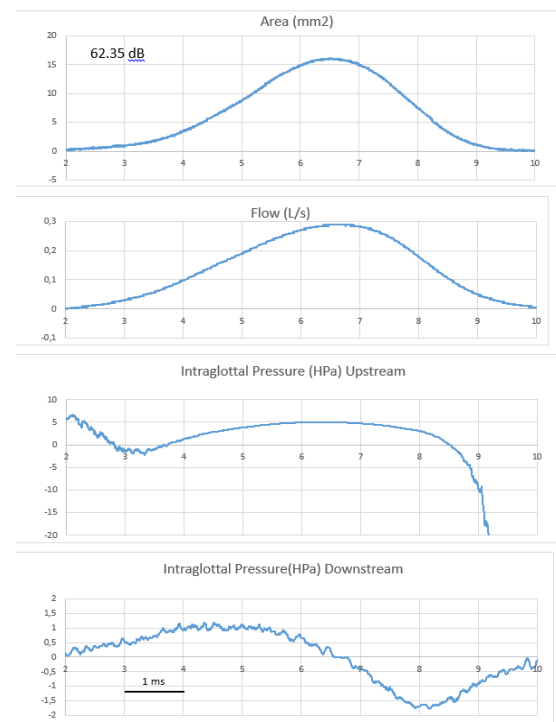 Area (mm2)
62.35 dB
20
15
10
5
0
-5
2 3 4 5 6 7 8 9 10
Flow (L/s)
0,3
0,2
0,1
0
-0,1
2 3 4 5 6 7 8 9 10
Intraglottal Pressure (HPa) Upstream
10
5
0
-5
-10
-15
-20
2 3 4 5 6 7 8 9 10
Intraglottal Pressure(HPa) Downstream
2
1,5
1
0,5
0
-0,5
-1
-1,5
-2
2 3 4 5 6 7 8 9 10
1 ms